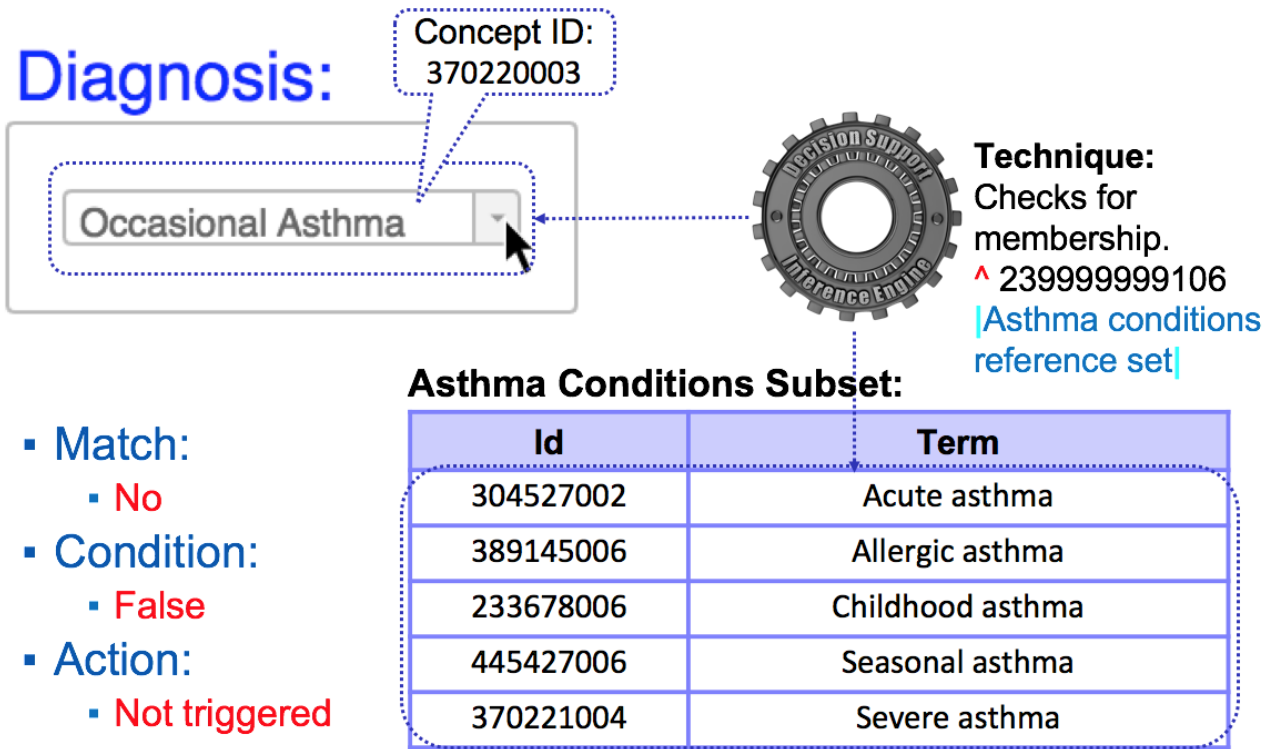 Concept ID:
370220003
Diagnosis:
Occasional Asthma
Decision Support
Inference Engine
Technique:
Checks for
membership.
^ 239999999106
|Asthma conditions
reference set|
Asthma Conditions Subset:
Id Term
304527002 Acute asthma
389145006 Allergic asthma
233678006 Childhood asthma
445427006 Seasonal asthma
370221004 Severe asthma
▪ Match:
▪ No
▪ Condition:
▪ False
▪ Action:
▪ Not triggered